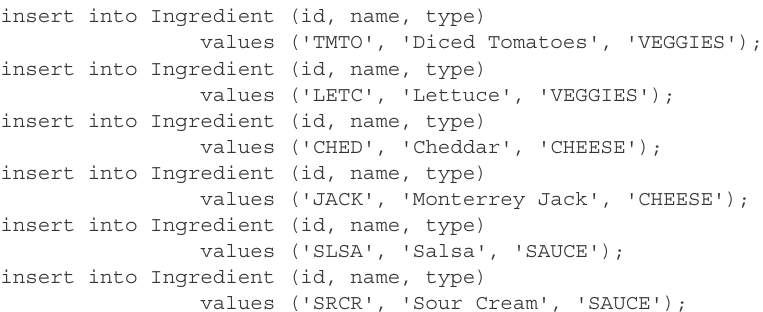 insert into Ingredient (id, name, type)
                values ('TMTO', 'Diced Tomatoes', 'VEGGIES');
insert into Ingredient (id, name, type)
                values ('LETC', 'Lettuce', 'VEGGIES');
insert into Ingredient (id, name, type)
                values ('CHED', 'Cheddar', 'CHEESE');
insert into Ingredient (id, name, type)
                values ('JACK', 'Monterrey Jack', 'CHEESE');
insert into Ingredient (id, name, type)
                values ('SLSA', 'Salsa', 'SAUCE');
insert into Ingredient (id, name, type)
                values ('SRCR', 'Sour Cream', 'SAUCE');